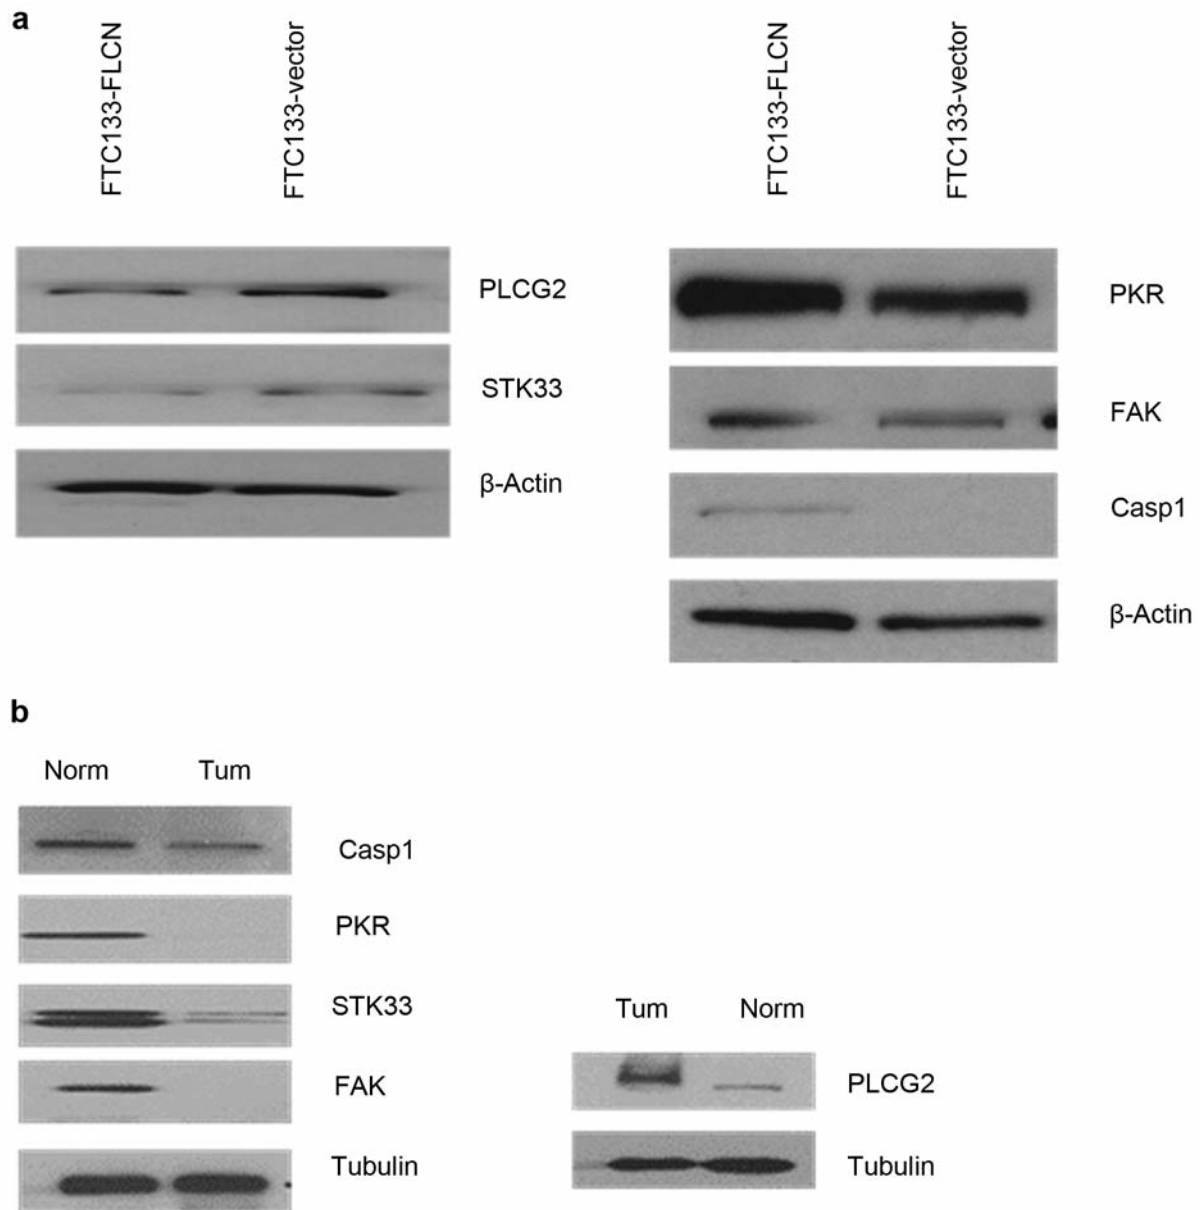 a
FTC133-FLCN
FTC133-vector
FTC133-FLCN
FTC133-vector
PLCG2
STK33
β-Actin
PKR
FAK
Casp1
β-Actin
b
Norm Tum
Casp1
PKR
STK33
FAK
Tubulin
Tum Norm
PLCG2
Tubulin